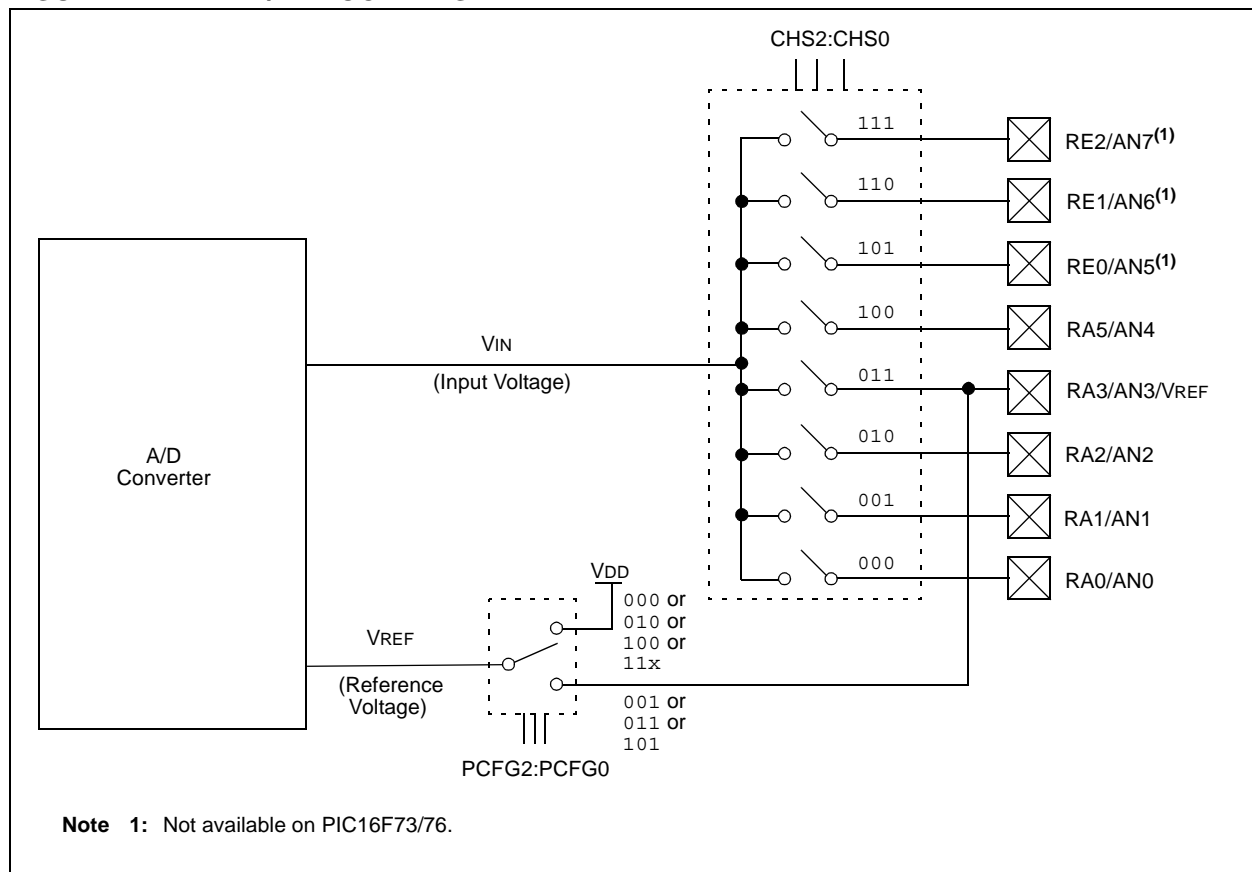 CHS2:CHS0
111
RE2/AN7(1)
110
RE1/AN6(1)
101
RE0/AN5(1)
100
RA5/AN4
VIN
(Input Voltage)
011
RA3/AN3/VREF
A/D
Converter
010
RA2/AN2
001
RA1/AN1
000
RA0/AN0
VDD
000 or
010 or
100 or
11x
VREF
(Reference
Voltage)
001 or
011 or
101
PCFG2:PCFG0
Note 1: Not available on PIC16F73/76.